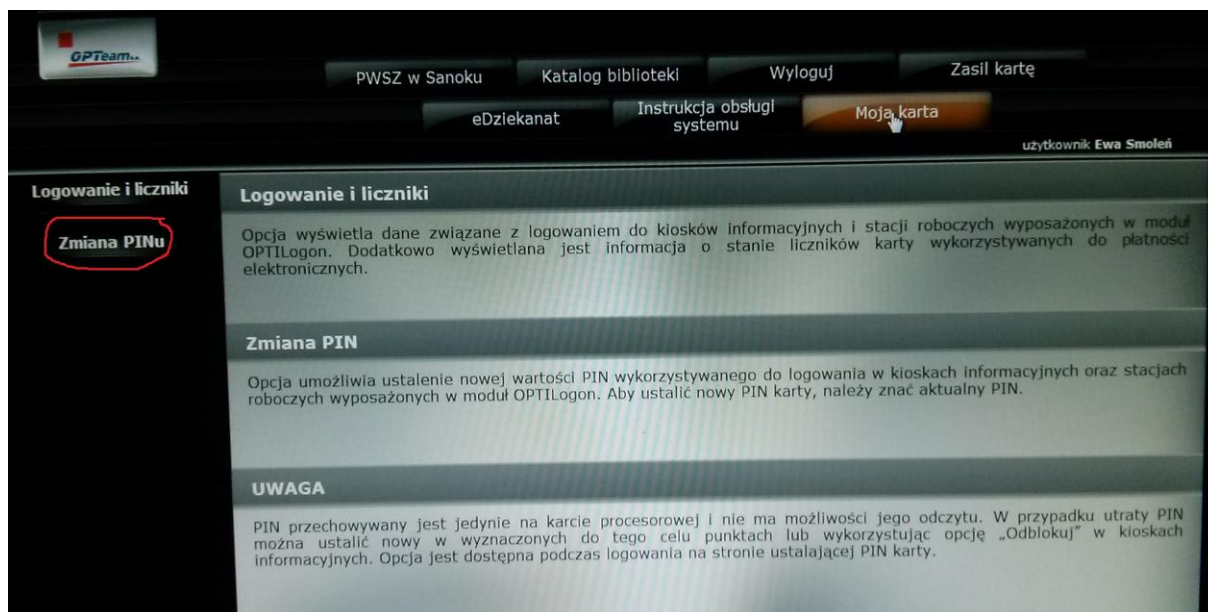 GPTeam S.A.
PWSZ w Sanoku
Katalog biblioteki
Wyloguj
Zasil kartę
eDziekanat
Instrukcja obsługi
systemu
Moja karta
użytkownik Ewa Smoleń
Logowanie i liczniki
Zmiana PINu
Logowanie i liczniki
Opcja wyświetla dane związane z logowaniem do kiosków informacyjnych i stacji roboczych wyposażonych w moduł
OPTILogon. Dodatkowo wyświetlana jest informacja o stanie liczników karty wykorzystywanych do płatności
elektronicznych.
Zmiana PIN
Opcja umożliwia ustalenie nowej wartości PIN wykorzystywanego do logowania w kioskach informacyjnych oraz stacjach
roboczych wyposażonych w moduł OPTILogon. Aby ustalić nowy PIN karty, należy znać aktualny PIN.
UWAGA
PIN przechowywany jest jedynie na karcie procesorowej i nie ma możliwości jego odczytu. W przypadku utraty PIN
można ustalić nowy w wyznaczonych do tego celu punktach lub wykorzystując opcję „Odblokuj” w kioskach
informacyjnych. Opcja jest dostępna podczas logowania na stronie ustalającej PIN karty.